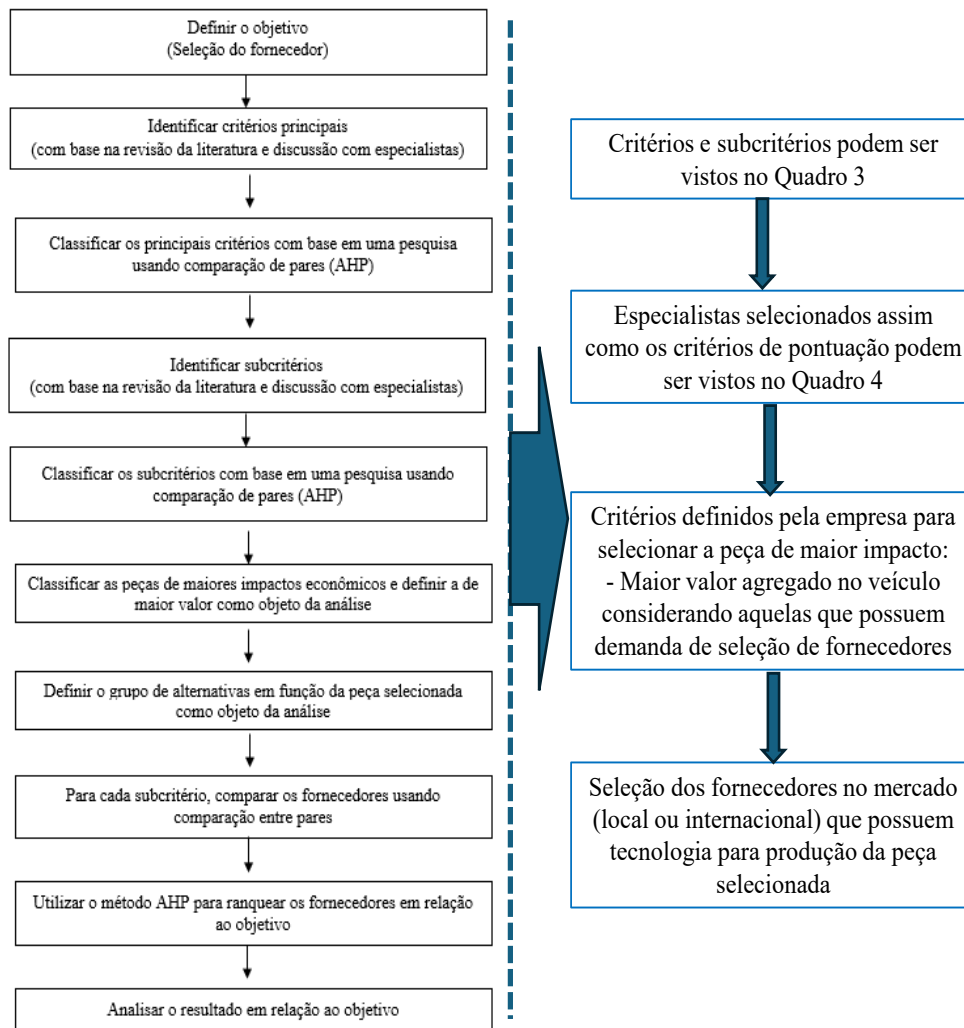 Definir o objetivo
(Seleção do fornecedor)
Identificar critérios principais
(com base na revisão da literatura e discussão com especialistas)
Classificar os principais critérios com base em uma pesquisa
usando comparação de pares (AHP)
Identificar subcritérios
(com base na revisão da literatura e discussão com especialistas)
Classificar os subcritérios com base em uma pesquisa usando
comparação de pares (AHP)
Classificar as peças de maiores impactos econômicos e definir a de
maior valor como objeto da análise
Definir o grupo de alternativas em função da peça selecionada
como objeto da análise
Para cada subcritério, comparar os fornecedores usando
comparação entre pares
Utilizar o método AHP para ranquear os fornecedores em relação
ao objetivo
Analisar o resultado em relação ao objetivo
Critérios e subcritérios podem ser
vistos no Quadro 3
Especialistas selecionados assim
como os critérios de pontuação podem
ser vistos no Quadro 4
Critérios definidos pela empresa para
selecionar a peça de maior impacto:
- Maior valor agregado no veículo
considerando aquelas que possuem
demanda de seleção de fornecedores
Seleção dos fornecedores no mercado
(local ou internacional) que possuem
tecnologia para produção da peça
selecionada